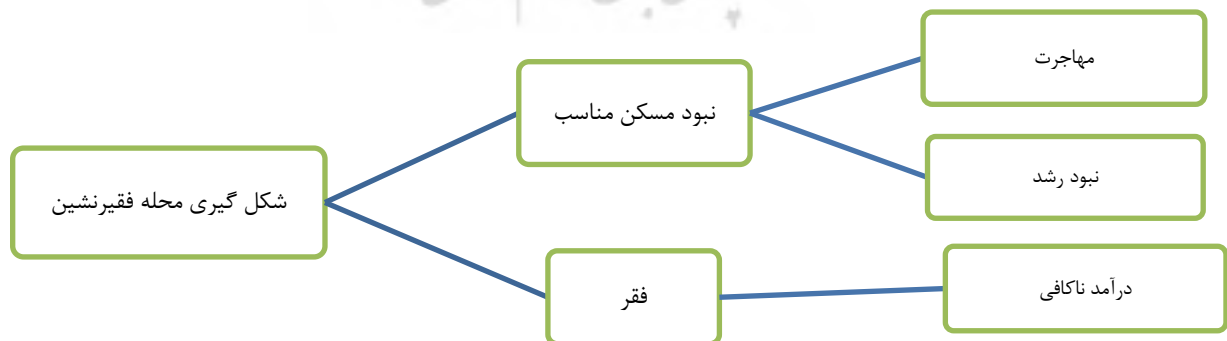 مهاجرت
نبود مسکن مناسب
نبود رشد
شکل گیری محله فقیرنشین
درآمد ناکافی
فقر